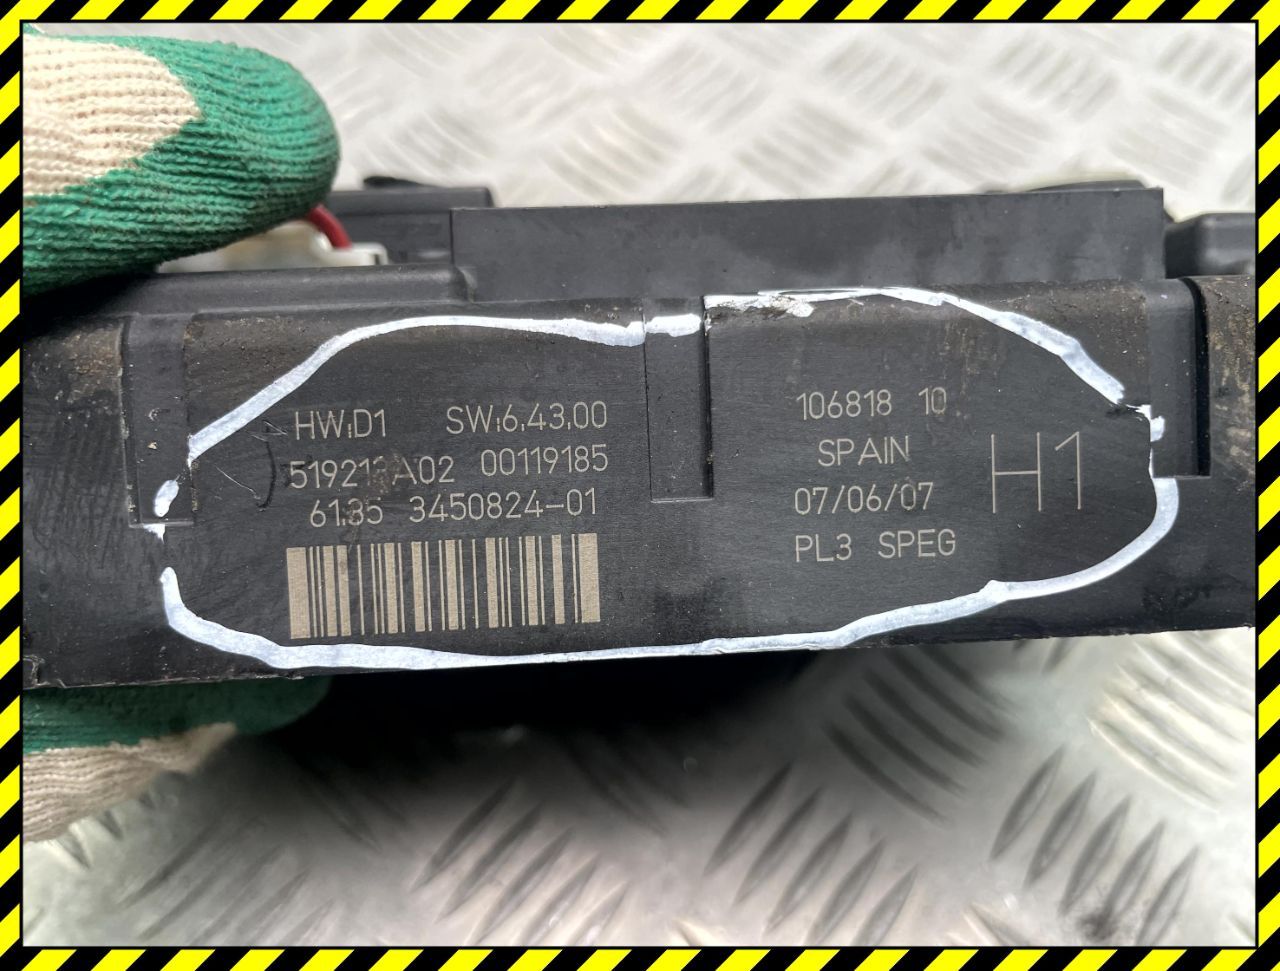 HW:D1 SW:6.43.00
00119185
61.35 3450824-01
106818 10
SPAIN
07/06/07
PL3 SPEG
H1